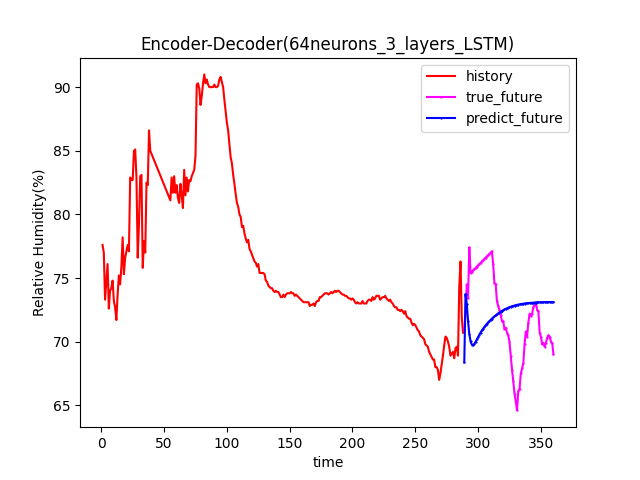 Encoder-Decoder(64neurons_3_layers_LSTM)
history
true_future
predict_future
Relative Humidity(%)
90
85
80
75
70
65
0 50 100 150 200 250 300 350
time